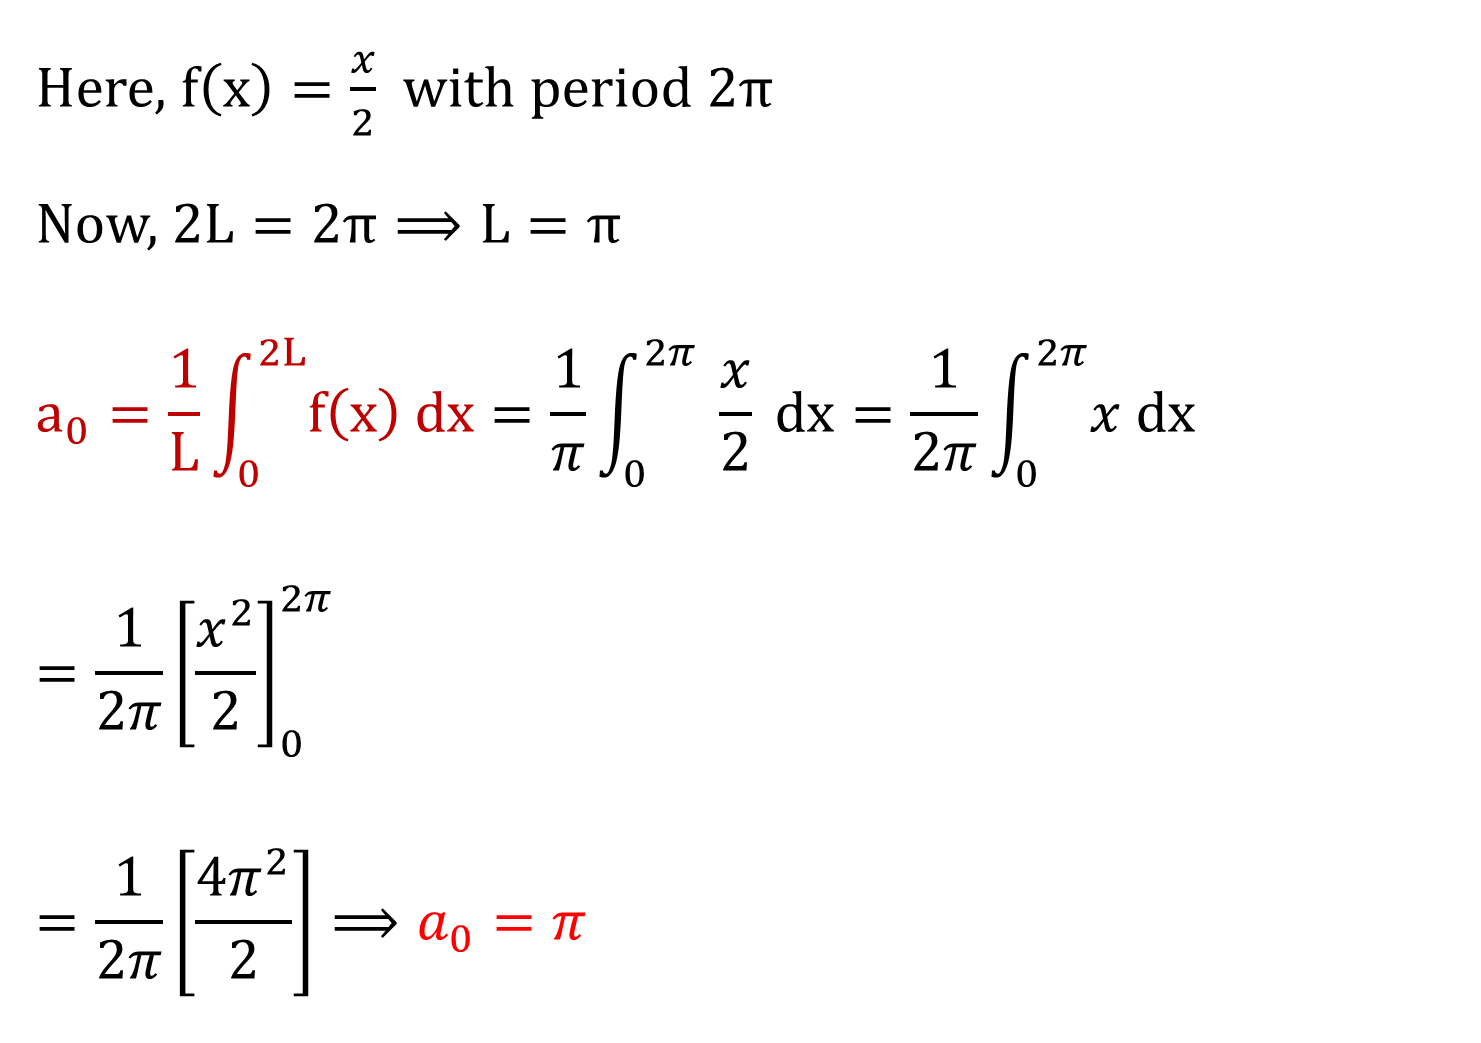 Here, f(x) = x/2 with period 2π
Now, 2L = 2π ⟹ L = π
a₀ = 1/L ∫₀^2L f(x) dx = 1/π ∫₀^2π x/2 dx = 1/2π ∫₀^2π x dx
= 1/2π [x²/2]₀^2π
= 1/2π [4π²/2] ⟹ a₀ = π